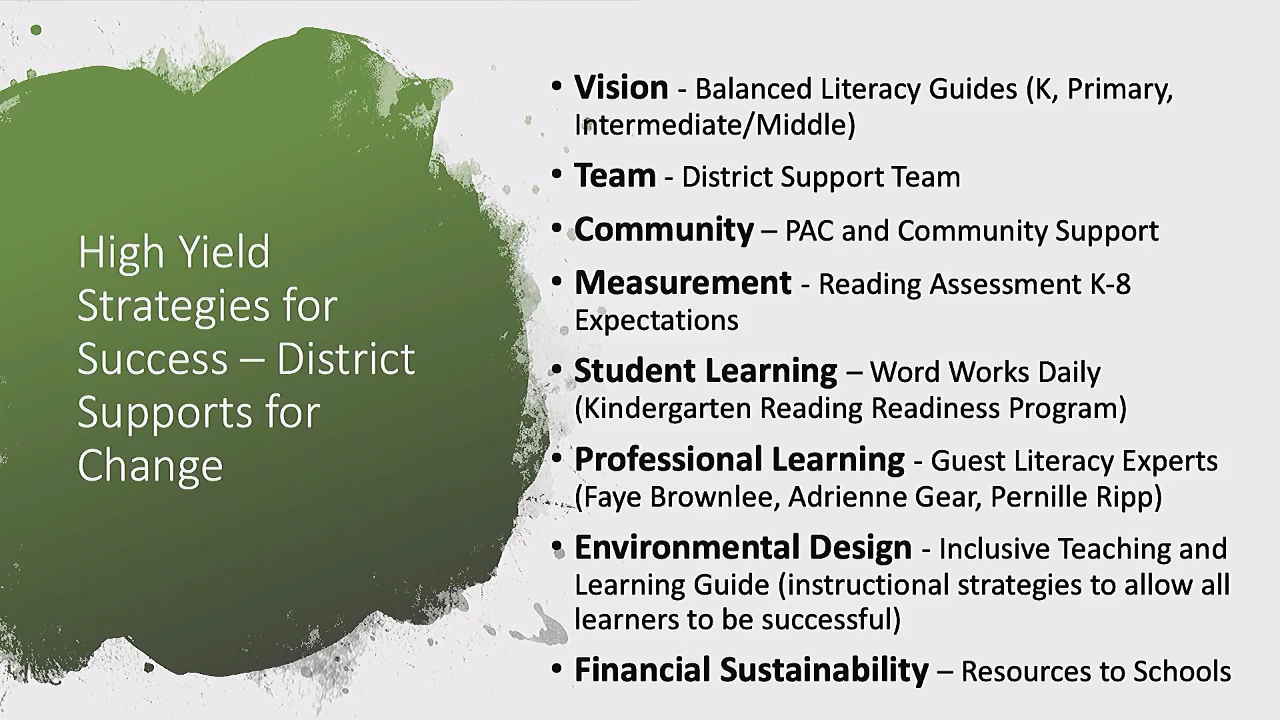 High Yield
Strategies for
Success – District
Supports for
Change
• Vision - Balanced Literacy Guides (K, Primary,
Intermediate/Middle)
• Team - District Support Team
• Community – PAC and Community Support
• Measurement - Reading Assessment K-8
Expectations
• Student Learning – Word Works Daily
(Kindergarten Reading Readiness Program)
• Professional Learning - Guest Literacy Experts
(Faye Brownlee, Adrienne Gear, Pernille Ripp)
• Environmental Design - Inclusive Teaching and
Learning Guide (instructional strategies to allow all
learners to be successful)
• Financial Sustainability – Resources to Schools